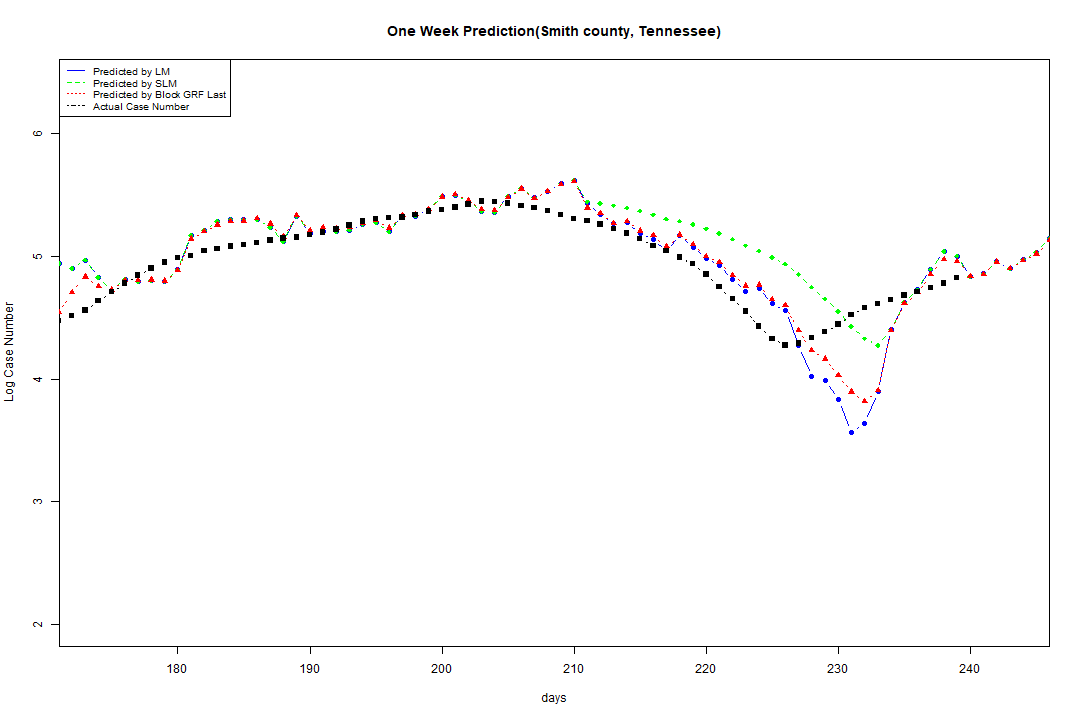 One Week Prediction(Smith county, Tennessee)
Predicted by LM
Predicted by SLM
Predicted by Block GRF Last
Actual Case Number
Log Case Number
6
5
4
3
2
180 190 200 210 220 230 240
days